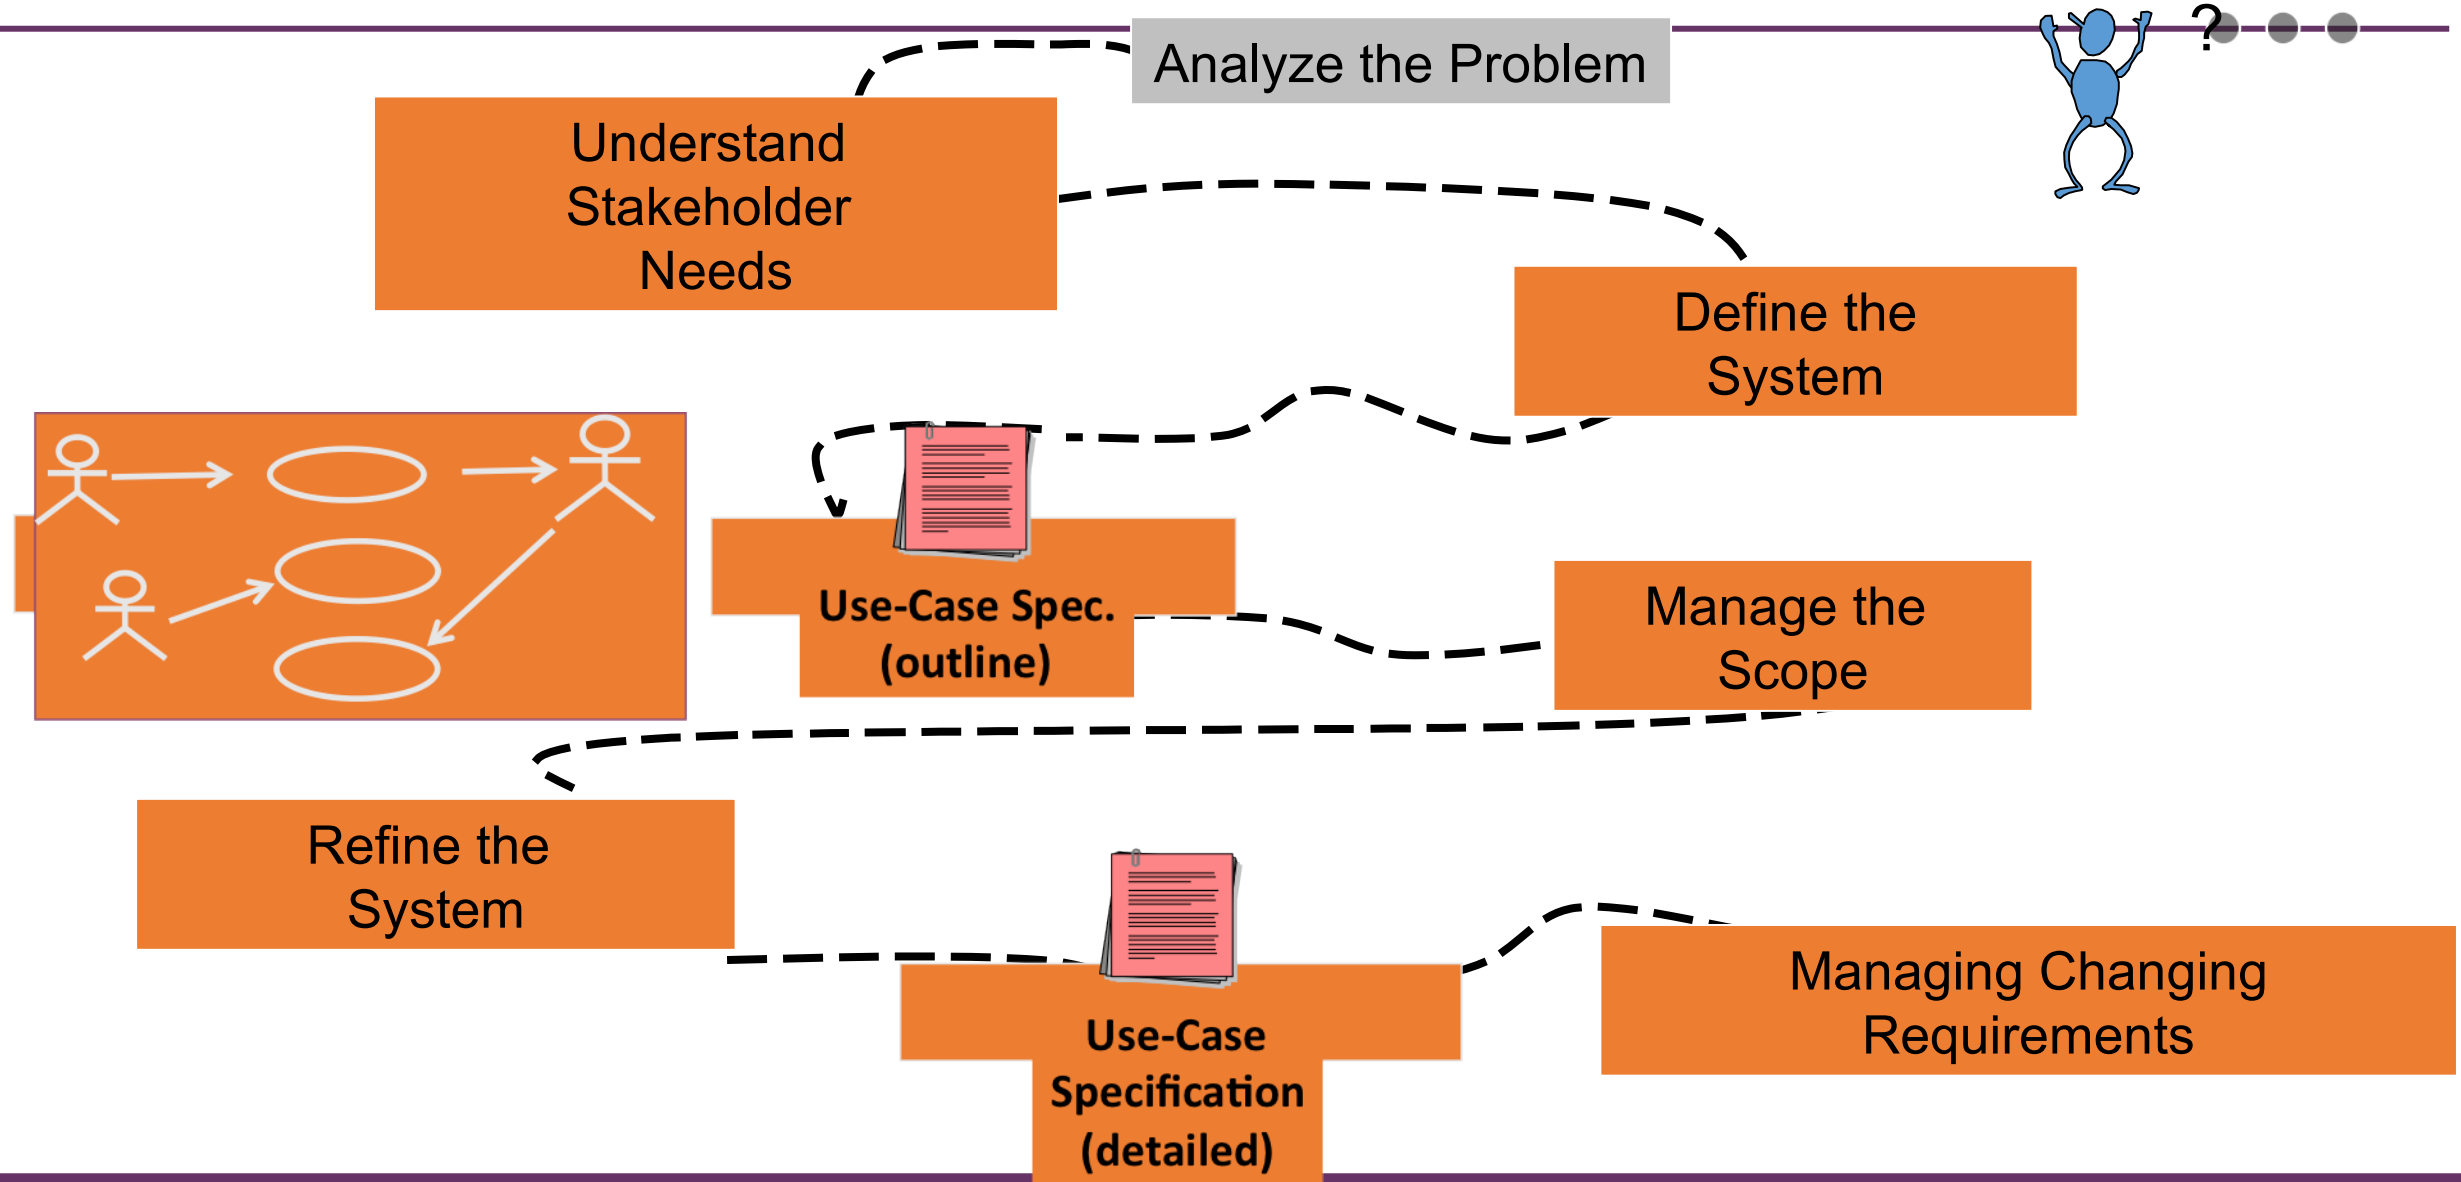 Analyze the Problem
?
Understand
Stakeholder
Needs
Define the
System
Use-Case Spec.
(outline)
Manage the
Scope
Refine the
System
Use-Case
Specification
(detailed)
Managing Changing
Requirements